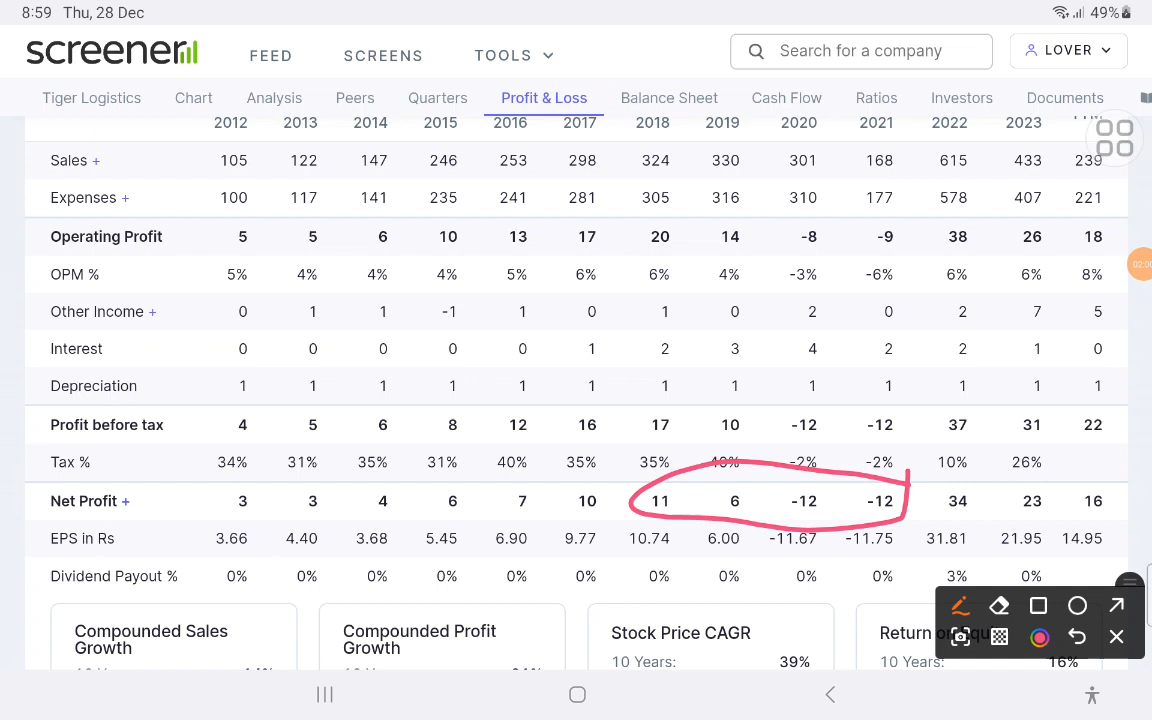 8:59 Thu, 28 Dec 49%
screener FEED SCREENS TOOLS Search for a company LOVER
Tiger Logistics Chart Analysis Peers Quarters Profit & Loss Balance Sheet Cash Flow Ratios Investors Documents
2012 2013 2014 2015 2016 2017 2018 2019 2020 2021 2022 2023 TTM
Sales + 105 122 147 246 253 298 324 330 301 168 615 433 239
Expenses + 100 117 141 235 241 281 305 316 310 177 578 407 221
02:00
Operating Profit 5 5 6 10 13 17 20 14 -8 -9 38 26 18
OPM % 5% 4% 4% 4% 5% 6% 6% 4% -3% -6% 6% 6% 8%
Other Income + 0 1 1 -1 1 0 1 0 2 0 2 7 5
Interest 0 0 0 0 0 1 2 3 4 2 2 1 0
Depreciation 1 1 1 1 1 1 1 1 1 1 1 1 1
Profit before tax 4 5 6 8 12 16 17 10 -12 -12 37 31 22
Tax % 34% 31% 35% 31% 40% 35% 35% 40% -2% -2% 10% 26%
Net Profit + 3 3 4 6 7 10 11 6 -12 -12 34 23 16
EPS in Rs 3.66 4.40 3.68 5.45 6.90 9.77 10.74 6.00 -11.67 -11.75 31.81 21.95 14.95
Dividend Payout % 0% 0% 0% 0% 0% 0% 0% 0% 0% 0% 3% 0%
Compounded Sales
Growth
Compounded Profit
Growth
Stock Price CAGR
10 Years: 39%
Return on
10 Years: 16%